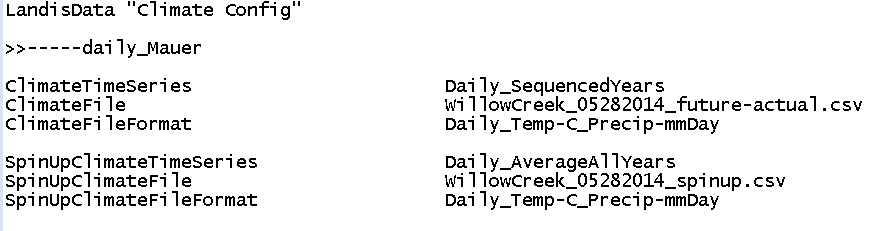 LandisData "Climate Config"
>>-----daily_Mauer
ClimateTimeSeries Daily_SequencedYears
ClimateFile WillowCreek_05282014_future-actual.csv
ClimateFileFormat Daily_Temp-C_Precip-mmDay
SpinUpClimateTimeSeries Daily_AverageAllYears
SpinUpClimateFile WillowCreek_05282014_spinup.csv
SpinUpClimateFileFormat Daily_Temp-C_Precip-mmDay